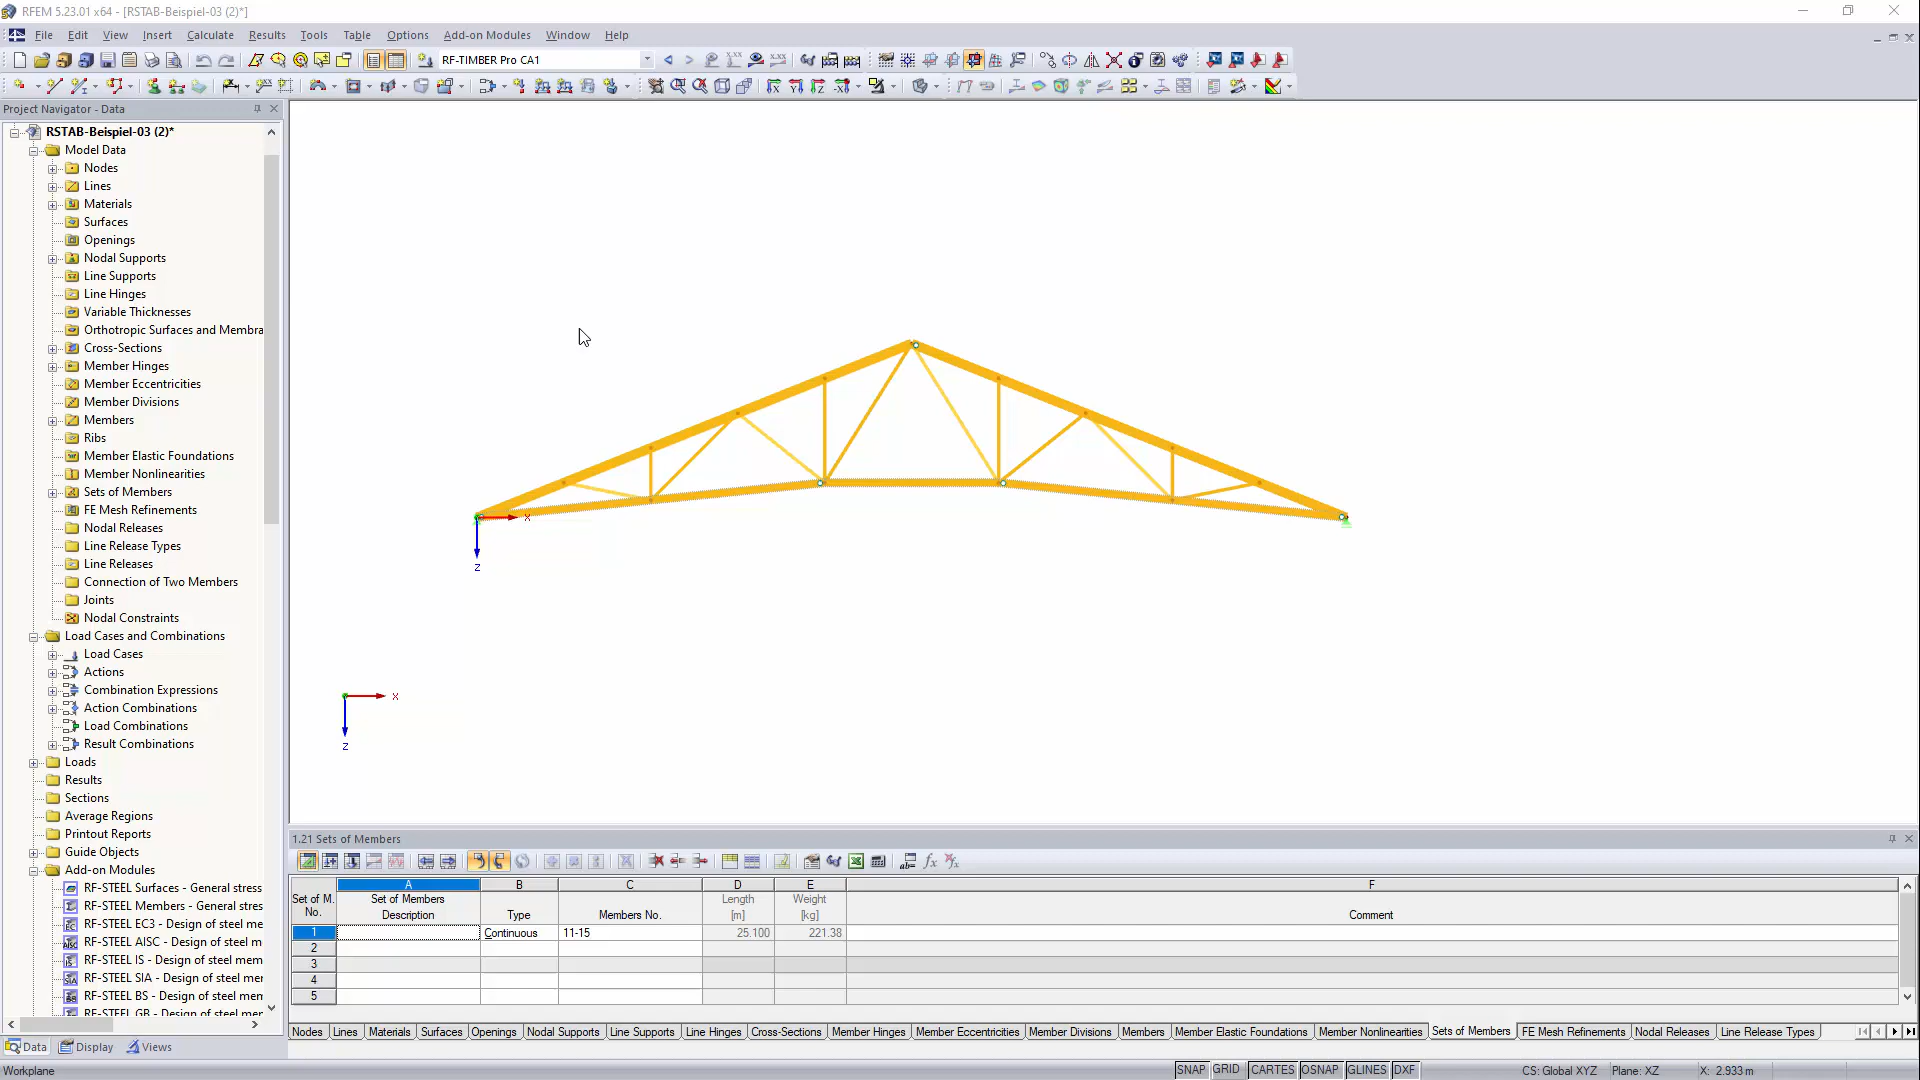 RFEM 5.23.01 x64 - [RSTAB-Beispiel-03 (2)*]
File Edit View Insert Calculate Results Tools Table Options Add-on Modules Window Help
RF-TIMBER Pro CA1
Project Navigator - Data
RSTAB-Beispiel-03 (2)*
Model Data
Nodes
Lines
Materials
Surfaces
Openings
Nodal Supports
Line Supports
Line Hinges
Variable Thicknesses
Orthotropic Surfaces and Membra
Cross-Sections
Member Hinges
Member Eccentricities
Member Divisions
Members
Ribs
Member Elastic Foundations
Member Nonlinearities
Sets of Members
FE Mesh Refinements
Nodal Releases
Line Release Types
Line Releases
Connection of Two Members
Joints
Nodal Constraints
Load Cases and Combinations
Load Cases
Actions
Combination Expressions
Action Combinations
Load Combinations
Result Combinations
Loads
Results
Sections
Average Regions
Printout Reports
Guide Objects
Add-on Modules
RF-STEEL Surfaces - General stress
RF-STEEL Members - General stres
RF-STEEL EC3 - Design of steel me
RF-STEEL AISC - Design of steel m
RF-STEEL IS - Design of steel mem
RF-STEEL SIA - Design of steel mer
RF-STEEL BS - Design of steel mem
RF-STEEL GB - Design of steel mer
Data Display Views
X
Z
X
Z
1.21 Sets of Members
A B C D E F
Set of M. Set of Members Length Weight
No. Description Type Members No. [m] [kg] Comment
1 Continuous 11-15 25.100 221.38
2
3
4
5
Nodes Lines Materials Surfaces Openings Nodal Supports Line Supports Line Hinges Cross-Sections Member Hinges Member Eccentricities Member Divisions Members Member Elastic Foundations Member Nonlinearities Sets of Members FE Mesh Refinements Nodal Releases Line Release Types
Workplane SNAP GRID CARTES OSNAP GLINES DXF CS: Global XYZ Plane: XZ X: 2.933 m